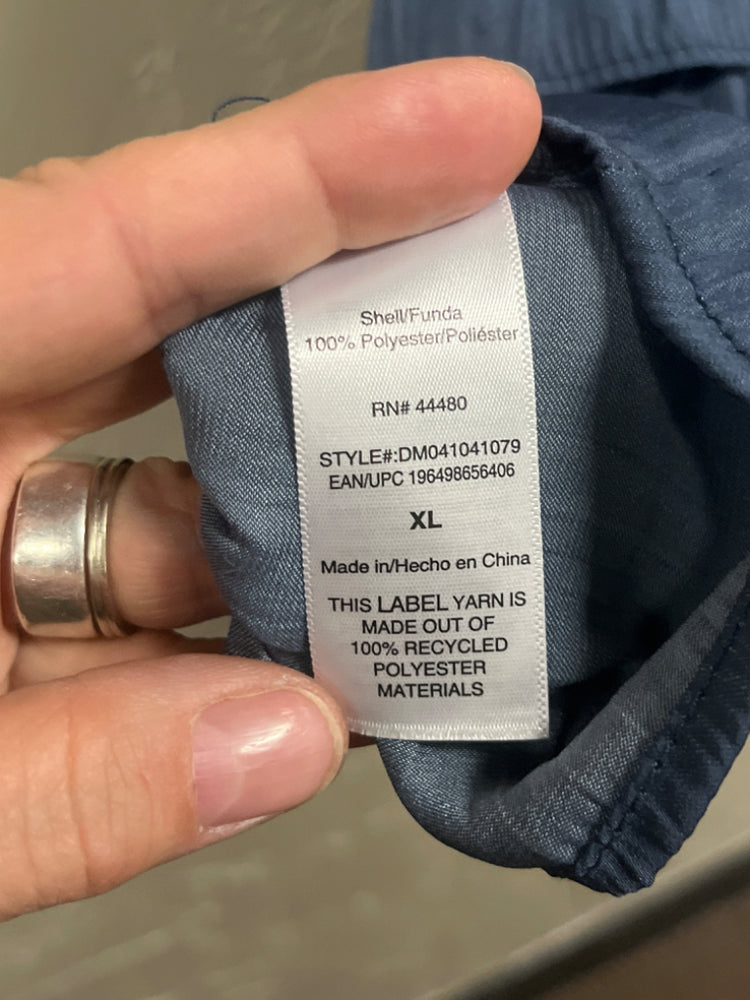 Shell/Funda
100% Polyester/Poliéster
RN# 44480
STYLE#:DM041041079
EAN/UPC 196498656406
XL
Made in/Hecho en China
THIS LABEL YARN IS
MADE OUT OF
100% RECYCLED
POLYESTER
MATERIALS